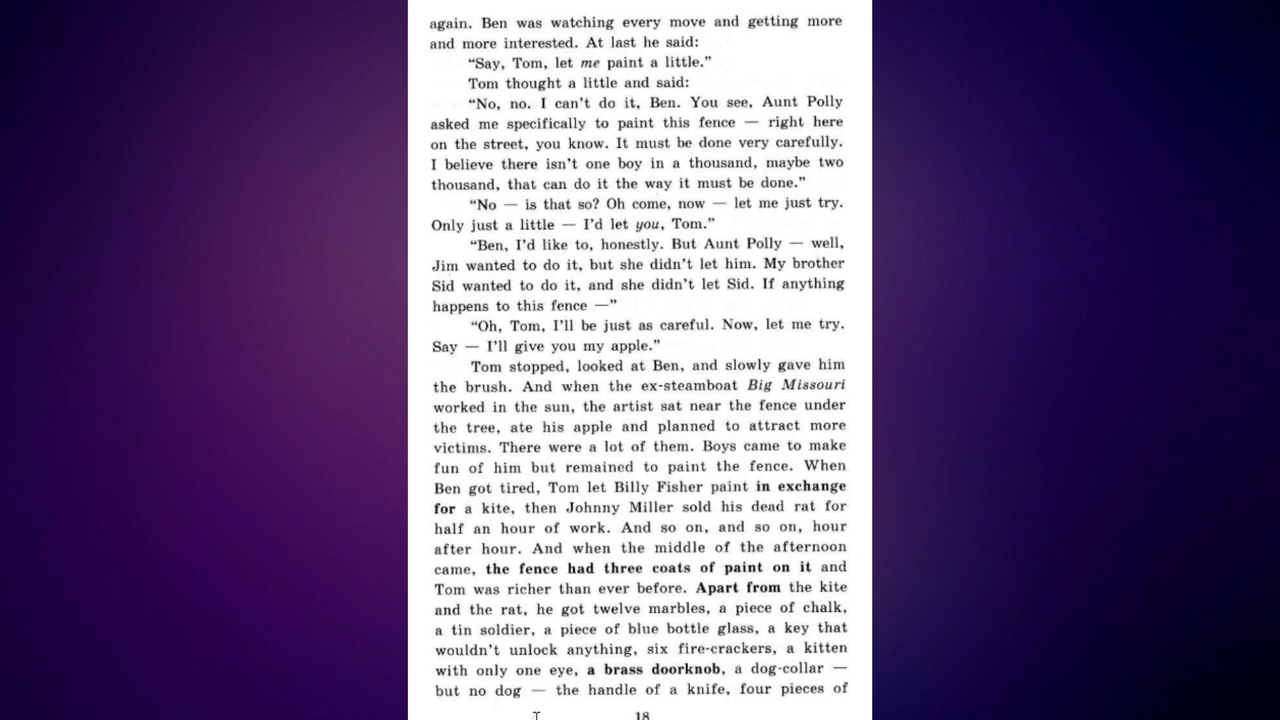 again. Ben was watching every move and getting more
and more interested. At last he said:
“Say, Tom, let me paint a little.”
Tom thought a little and said:
“No, no. I can’t do it, Ben. You see, Aunt Polly
asked me specifically to paint this fence — right here
on the street, you know. It must be done very carefully.
I believe there isn’t one boy in a thousand, maybe two
thousand, that can do it the way it must be done.”
“No — is that so? Oh come, now — let me just try.
Only just a little — I’d let you, Tom.”
“Ben, I’d like to, honestly. But Aunt Polly — well,
Jim wanted to do it, but she didn’t let him. My brother
Sid wanted to do it, and she didn’t let Sid. If anything
happens to this fence —”
“Oh, Tom, I’ll be just as careful. Now, let me try.
Say — I’ll give you my apple.”
Tom stopped, looked at Ben, and slowly gave him
the brush. And when the ex-steamboat Big Missouri
worked in the sun, the artist sat near the fence under
the tree, ate his apple and planned to attract more
victims. There were a lot of them. Boys came to make
fun of him but remained to paint the fence. When
Ben got tired, Tom let Billy Fisher paint in exchange
for a kite, then Johnny Miller sold his dead rat for
half an hour of work. And so on, and so on, hour
after hour. And when the middle of the afternoon
came, the fence had three coats of paint on it and
Tom was richer than ever before. Apart from the kite
and the rat, he got twelve marbles, a piece of chalk,
a tin soldier, a piece of blue bottle glass, a key that
wouldn’t unlock anything, six fire-crackers, a kitten
with only one eye, a brass doorknob, a dog-collar —
but no dog — the handle of a knife, four pieces of
18